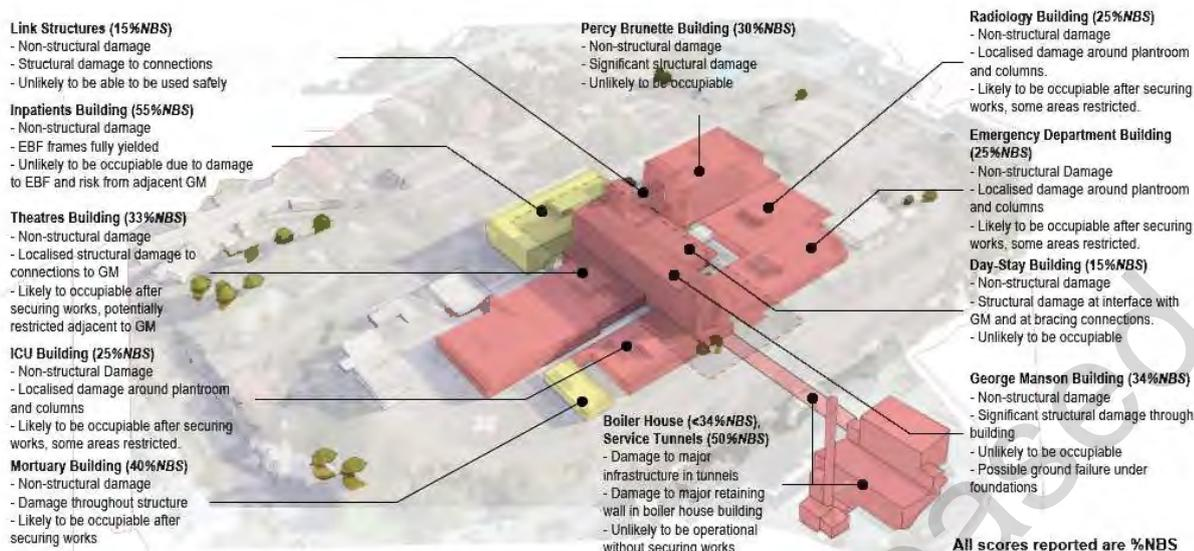 Link Structures (15%NBS)
- Non-structural damage
- Structural damage to connections
- Unlikely to be able to be used safely
Inpatients Building (55%NBS)
- Non-structural damage
- EBF frames fully yielded
- Unlikely to be occupiable due to damage
to EBF and risk from adjacent GM
Theatres Building (33%NBS)
- Non-structural damage
- Localised structural damage to
connections to GM
- Likely to occupiable after
securing works, potentially
restricted adjacent to GM
ICU Building (25%NBS)
- Non-structural Damage
- Localised damage around plantroom
and columns
- Likely to be occupiable after securing
works, some areas restricted.
Mortuary Building (40%NBS)
- Non-structural damage
- Damage throughout structure
- Likely to be occupiable after
securing works
Percy Brunette Building (30%NBS)
- Non-structural damage
- Significant structural damage
- Unlikely to be occupiable
Boiler House (<34%NBS),
Service Tunnels (50%NBS)
- Damage to major
infrastructure in tunnels
- Damage to major retaining
wall in boiler house building
- Unlikely to be operational
without securing works
Radiology Building (25%NBS)
- Non-structural damage
- Localised damage around plantroom
and columns.
- Likely to be occupiable after securing
works, some areas restricted.
Emergency Department Building
(25%NBS)
- Non-structural Damage
- Localised damage around plantroom
and columns
- Likely to be occupiable after securing
works, some areas restricted.
Day-Stay Building (15%NBS)
- Non-structural damage
- Structural damage at interface with
GM and at bracing connections.
- Unlikely to be occupiable
George Manson Building (34%NBS)
- Non-structural damage
- Significant structural damage through
building
- Unlikely to be occupiable
- Possible ground failure under
foundations
All scores reported are %NBS